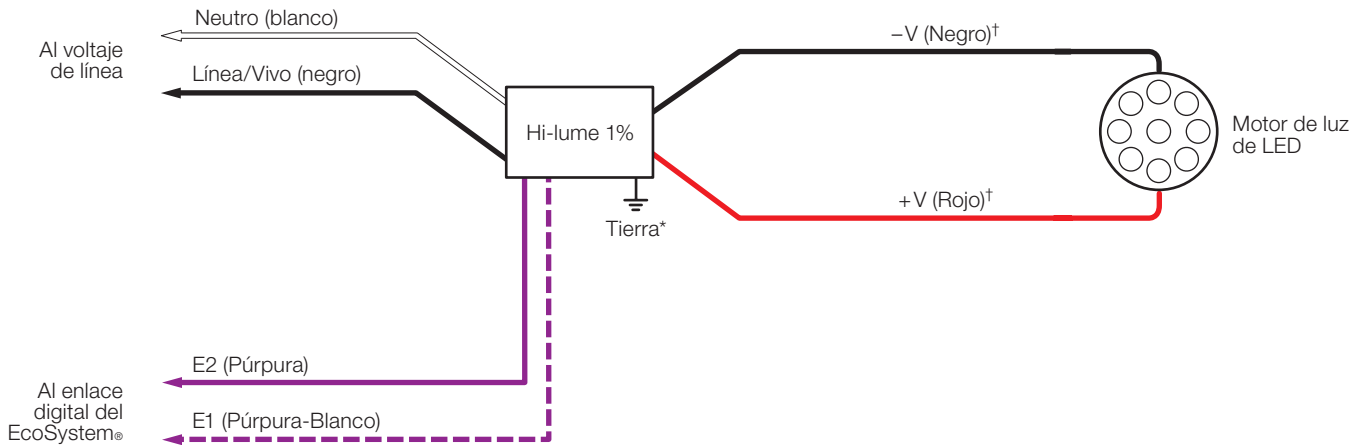 Neutro (blanco)
Al voltaje
de línea
Línea/Vivo (negro)
Hi-lume 1%
Tierra*
–V (Negro)†
+V (Rojo)†
Motor de luz
de LED
E2 (Púrpura)
Al enlace
digital del
EcoSystem®
E1 (Púrpura-Blanco)